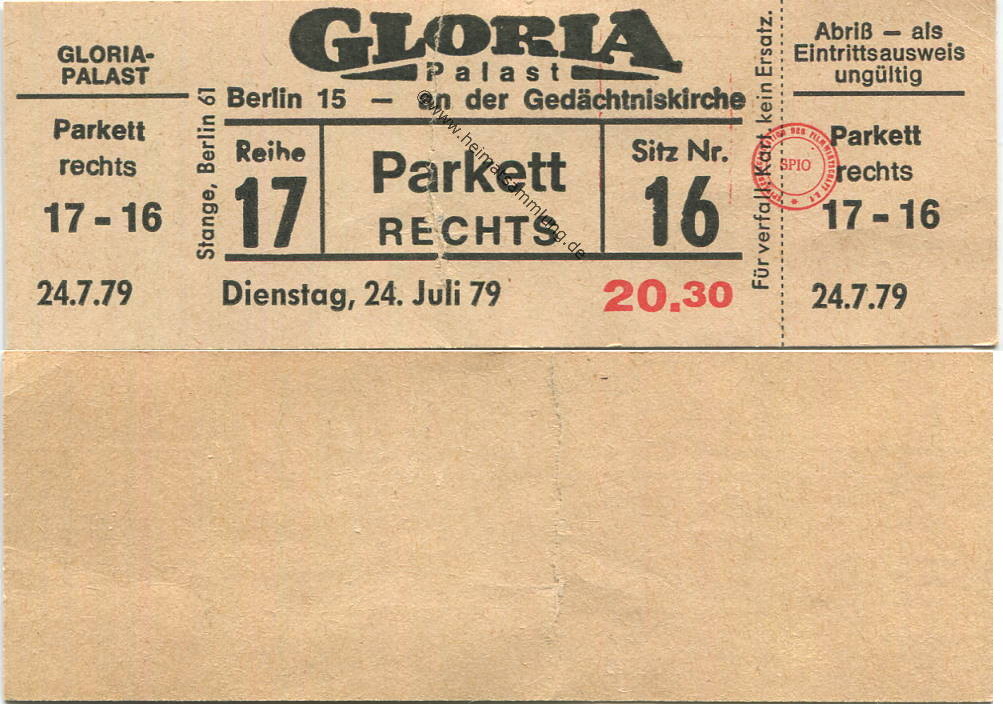 GLORIA-
PALAST
Parkett
rechts
17 - 16
24.7.79
Stange, Berlin 61
GLORIA
Palast
Berlin 15 – an der Gedächtniskirche
Reihe
17
Parkett
RECHTS
Sitz Nr.
16
Dienstag, 24. Juli 79
20.30
Für verfall. Kart. kein Ersatz.
Abriß – als
Eintrittsausweis
ungültig
Parkett
rechts
17 - 16
24.7.79
SPIO
©www.heimatsammlung.de